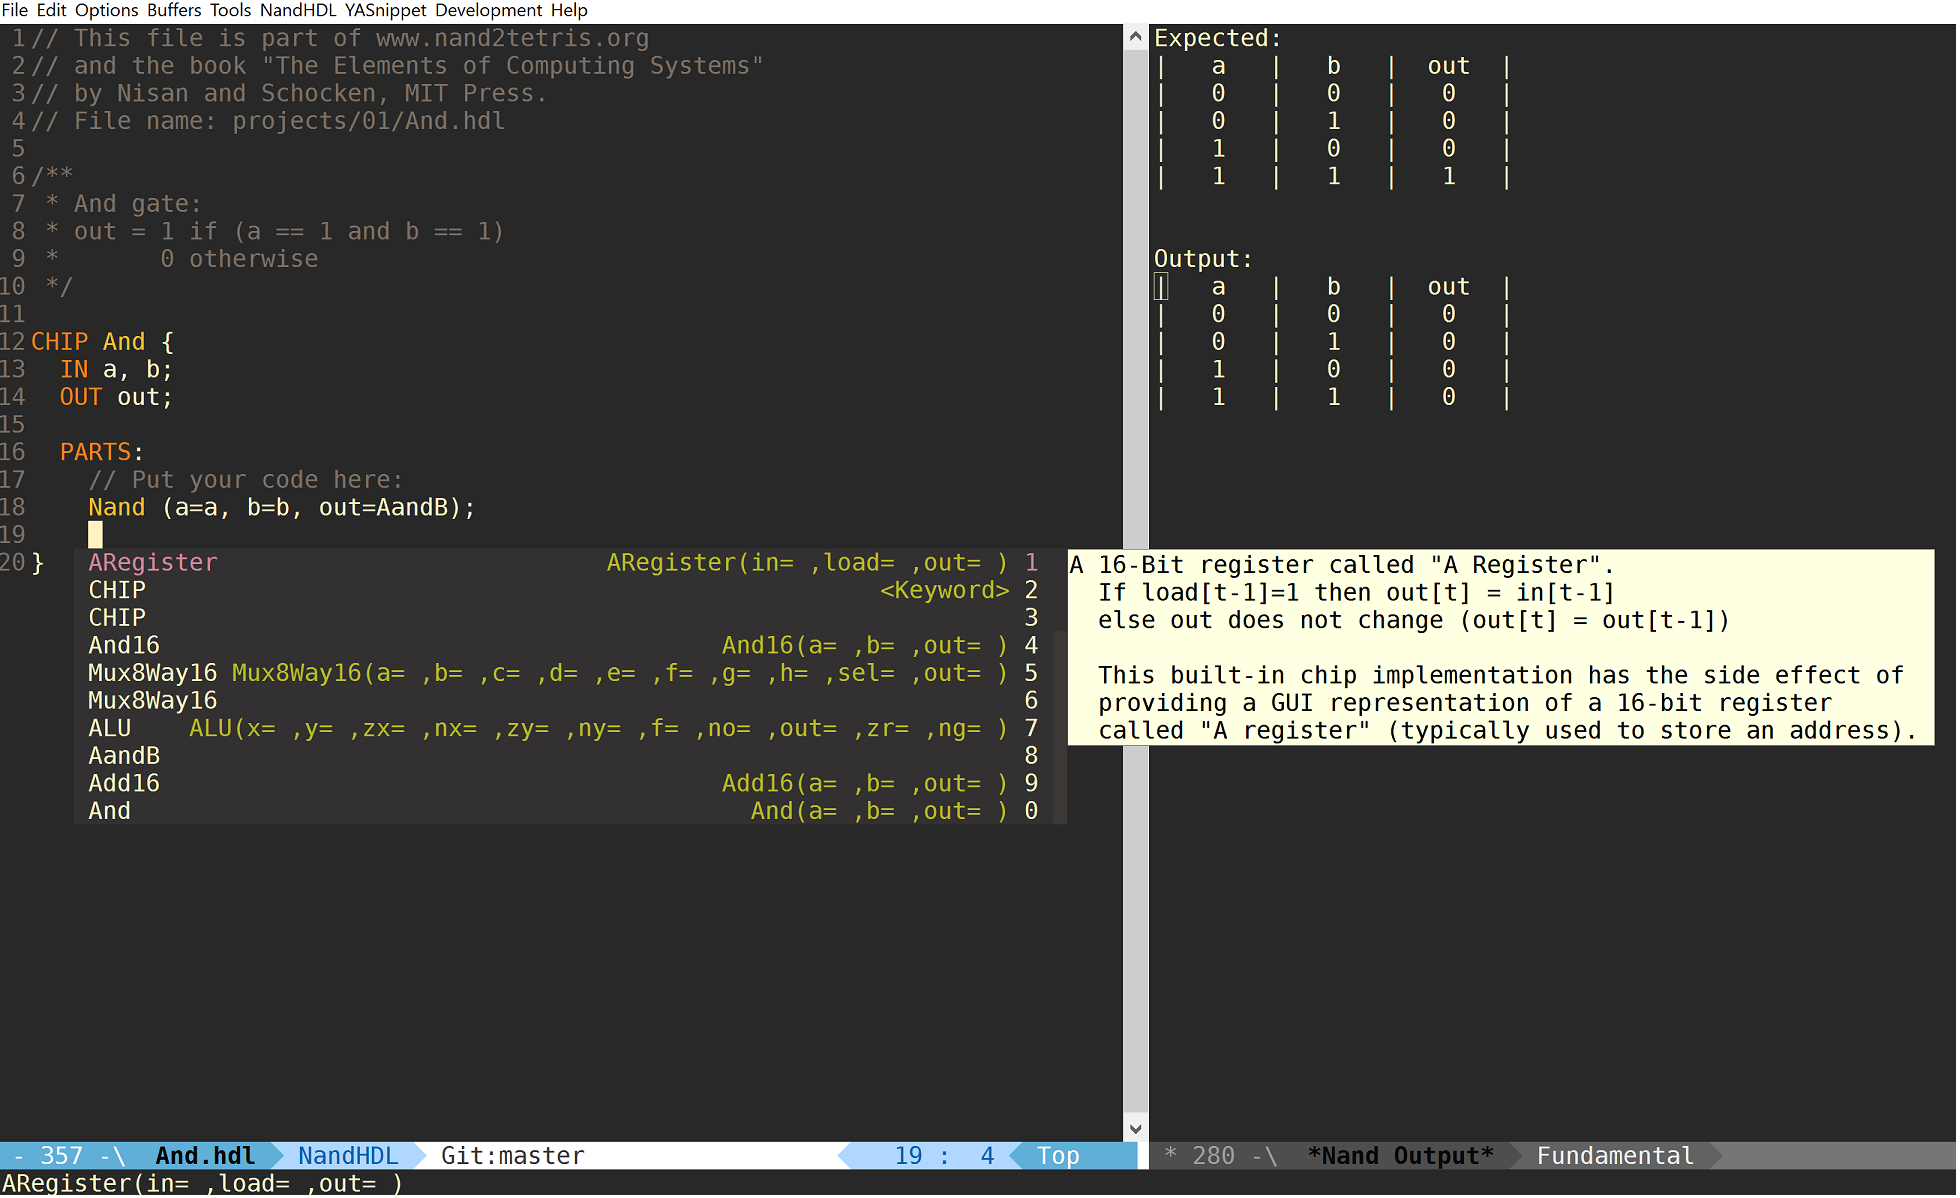 File Edit Options Buffers Tools NandHDL YASnippet Development Help
1 // This file is part of www.nand2tetris.org
2 // and the book "The Elements of Computing Systems"
3 // by Nisan and Schocken, MIT Press.
4 // File name: projects/01/And.hdl
5
6 /**
7  * And gate:
8  * out = 1 if (a == 1 and b == 1)
9  *       0 otherwise
10  */
11
12 CHIP And {
13   IN a, b;
14   OUT out;
15
16   PARTS:
17     // Put your code here:
18     Nand (a=a, b=b, out=AandB);
19
20 }
ARegister ARegister(in= ,load= ,out= ) 1
CHIP <Keyword> 2
CHIP 3
And16 And16(a= ,b= ,out= ) 4
Mux8Way16 Mux8Way16(a= ,b= ,c= ,d= ,e= ,f= ,g= ,h= ,sel= ,out= ) 5
Mux8Way16 6
ALU ALU(x= ,y= ,zx= ,nx= ,zy= ,ny= ,f= ,no= ,out= ,zr= ,ng= ) 7
AandB 8
Add16 Add16(a= ,b= ,out= ) 9
And And(a= ,b= ,out= ) 0
Expected:
|   a   |   b   |  out  |
|   0   |   0   |   0   |
|   0   |   1   |   0   |
|   1   |   0   |   0   |
|   1   |   1   |   1   |
Output:
|   a   |   b   |  out  |
|   0   |   0   |   0   |
|   0   |   1   |   0   |
|   1   |   0   |   0   |
|   1   |   1   |   0   |
A 16-Bit register called "A Register".
If load[t-1]=1 then out[t] = in[t-1]
else out does not change (out[t] = out[t-1])
This built-in chip implementation has the side effect of
providing a GUI representation of a 16-bit register
called "A register" (typically used to store an address).
- 357 -\ And.hdl NandHDL Git:master 19 : 4 Top
* 280 -\ *Nand Output* Fundamental
ARegister(in= ,load= ,out= )